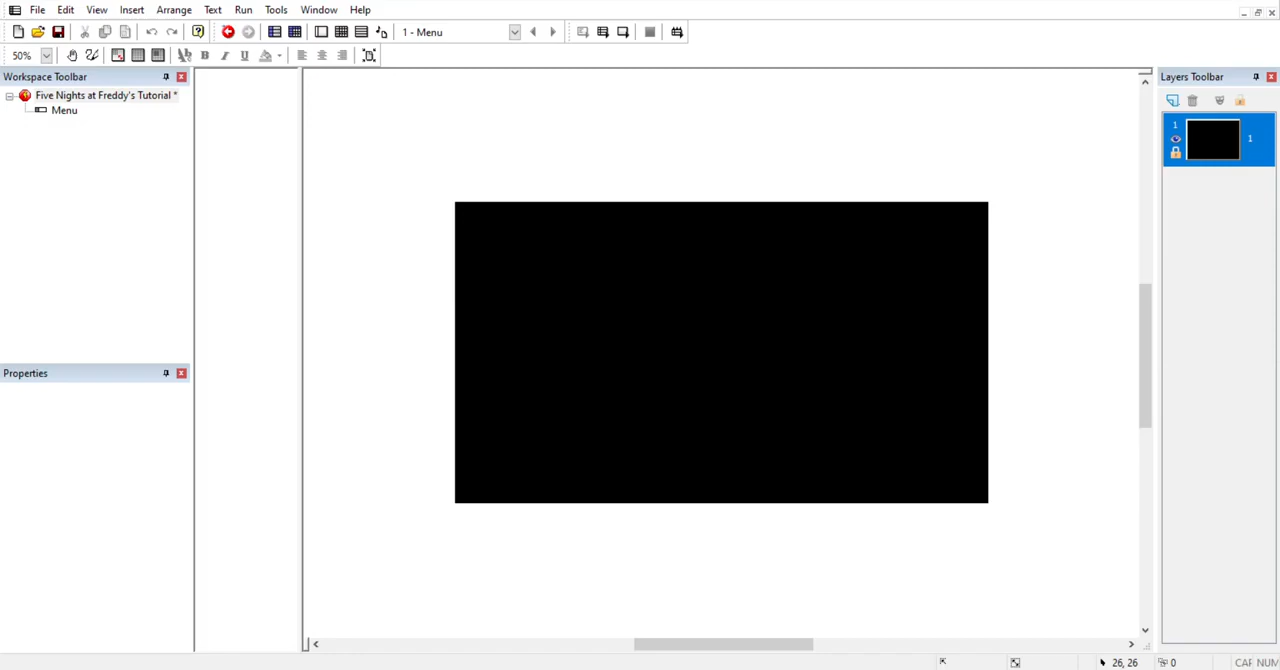 File Edit View Insert Arrange Text Run Tools Window Help
1 - Menu
50% B I U
Workspace Toolbar
Five Nights at Freddy's Tutorial *
Menu
Properties
Layers Toolbar
1
1
26, 26 0 CAP NUM